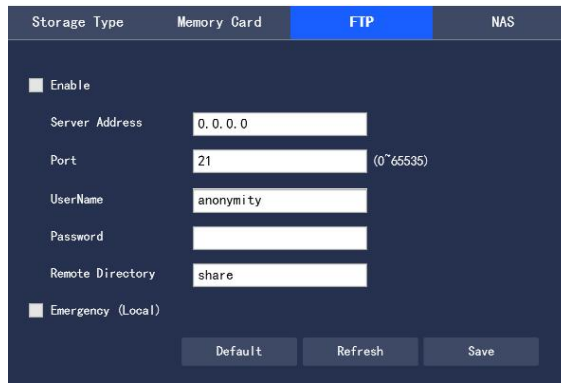 Storage Type Memory Card FTP NAS
Enable
Server Address 0.0.0.0
Port 21 (0~65535)
UserName anonymity
Password
Remote Directory share
Emergency (Local)
Default Refresh Save